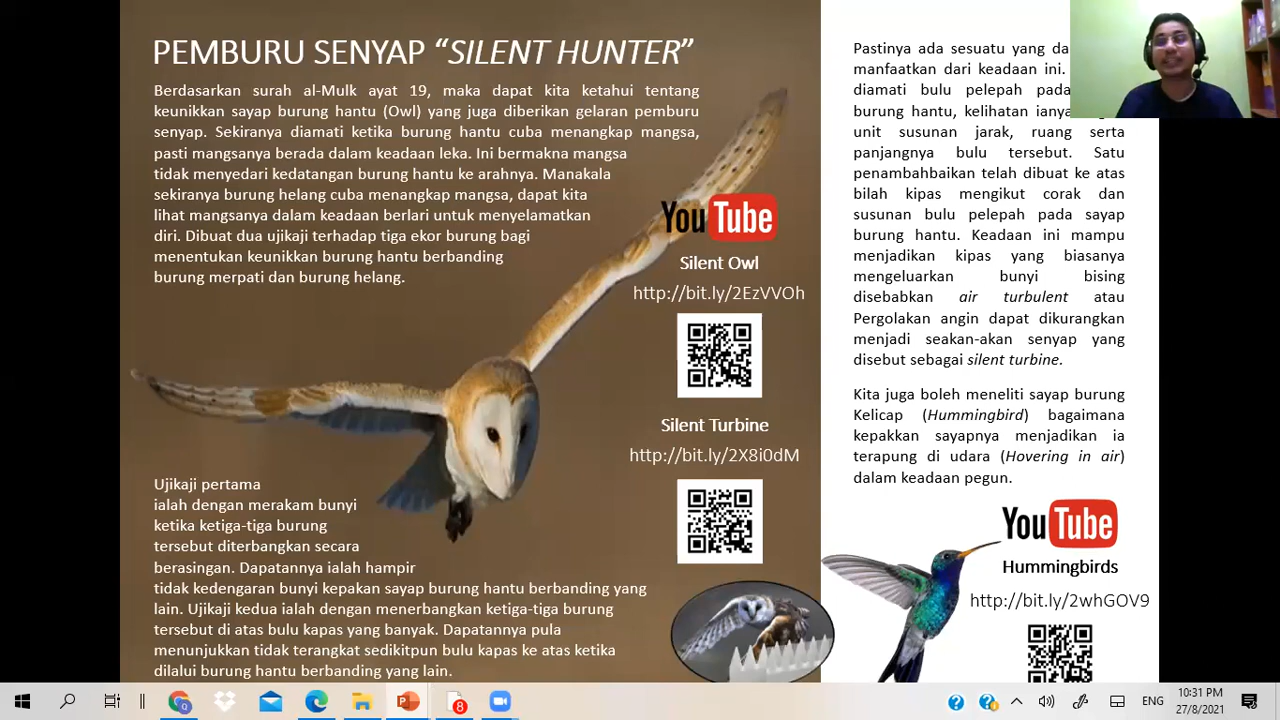 PEMBURU SENYAP “SILENT HUNTER”
Berdasarkan surah al-Mulk ayat 19, maka dapat kita ketahui tentang
keunikkan sayap burung hantu (Owl) yang juga diberikan gelaran pemburu
senyap. Sekiranya diamati ketika burung hantu cuba menangkap mangsa,
pasti mangsanya berada dalam keadaan leka. Ini bermakna mangsa
tidak menyedari kedatangan burung hantu ke arahnya. Manakala
sekiranya burung helang cuba menangkap mangsa, dapat kita
lihat mangsanya dalam keadaan berlari untuk menyelamatkan
diri. Dibuat dua ujikaji terhadap tiga ekor burung bagi
menentukan keunikkan burung hantu berbanding
burung merpati dan burung helang.
YouTube
Silent Owl
http://bit.ly/2EzVVOh
Silent Turbine
http://bit.ly/2X8i0dM
Ujikaji pertama
ialah dengan merakam bunyi
ketika ketiga-tiga burung
tersebut diterbangkan secara
berasingan. Dapatannya ialah hampir
tidak kedengaran bunyi kepakan sayap burung hantu berbanding yang
lain. Ujikaji kedua ialah dengan menerbangkan ketiga-tiga burung
tersebut di atas bulu kapas yang banyak. Dapatannya pula
menunjukkan tidak terangkat sedikitpun bulu kapas ke atas ketika
dilalui burung hantu berbanding yang lain.
Pastinya ada sesuatu yang
manfaatkan dari keadaan ini.
diamati bulu pelepah pada
burung hantu, kelihatan ianya
unit susunan jarak, ruang serta
panjangnya bulu tersebut. Satu
penambahbaikan telah dibuat ke atas
bilah kipas mengikut corak dan
susunan bulu pelepah pada sayap
burung hantu. Keadaan ini mampu
menjadikan kipas yang biasanya
mengeluarkan bunyi bising
disebabkan air turbulent atau
Pergolakan angin dapat dikurangkan
menjadi seakan-akan senyap yang
disebut sebagai silent turbine.
Kita juga boleh meneliti sayap burung
Kelicap (Hummingbird) bagaimana
kepakkan sayapnya menjadikan ia
terapung di udara (Hovering in air)
dalam keadaan pegun.
YouTube
Hummingbirds
http://bit.ly/2whGOV9
8
ENG
10:31 PM
27/8/2021